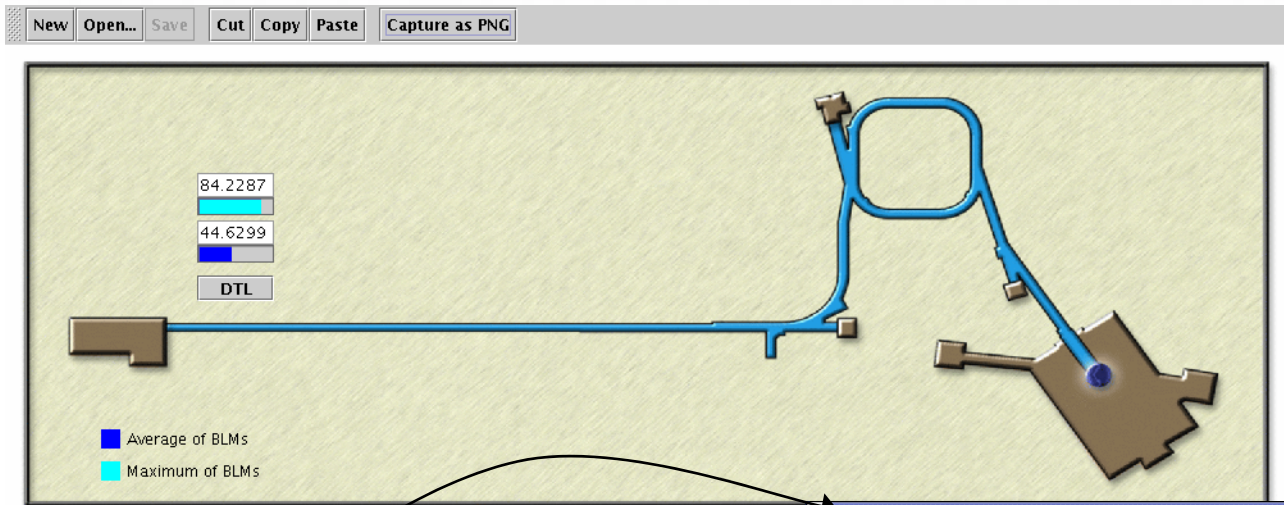 New Open... Save Cut Copy Paste Capture as PNG
84.2287
44.6299
DTL
Average of BLMs
Maximum of BLMs